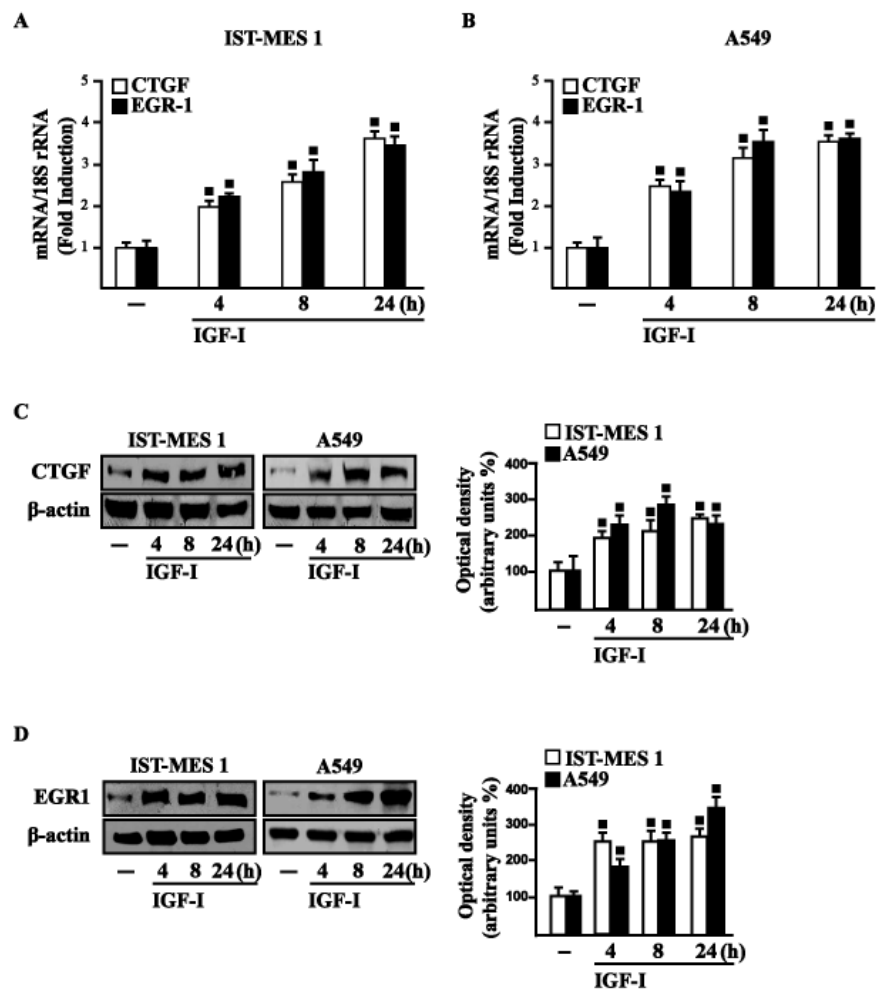 A
IST-MES 1
CTGF
EGR-1
mRNA/18S rRNA
(Fold Induction)
5
4
3
2
1
— 4 8 24 (h)
IGF-I
B
A549
CTGF
EGR-1
mRNA/18S rRNA
(Fold Induction)
5
4
3
2
1
— 4 8 24 (h)
IGF-I
C
IST-MES 1 A549
CTGF
β-actin
— 4 8 24 (h) — 4 8 24 (h)
IGF-I IGF-I
IST-MES 1
A549
Optical density
(arbitrary units %)
400
300
200
100
– 4 8 24 (h)
IGF-I
D
IST-MES 1 A549
EGR1
β-actin
— 4 8 24 (h) — 4 8 24 (h)
IGF-I IGF-I
IST-MES 1
A549
Optical density
(arbitrary units %)
400
300
200
100
– 4 8 24 (h)
IGF-I